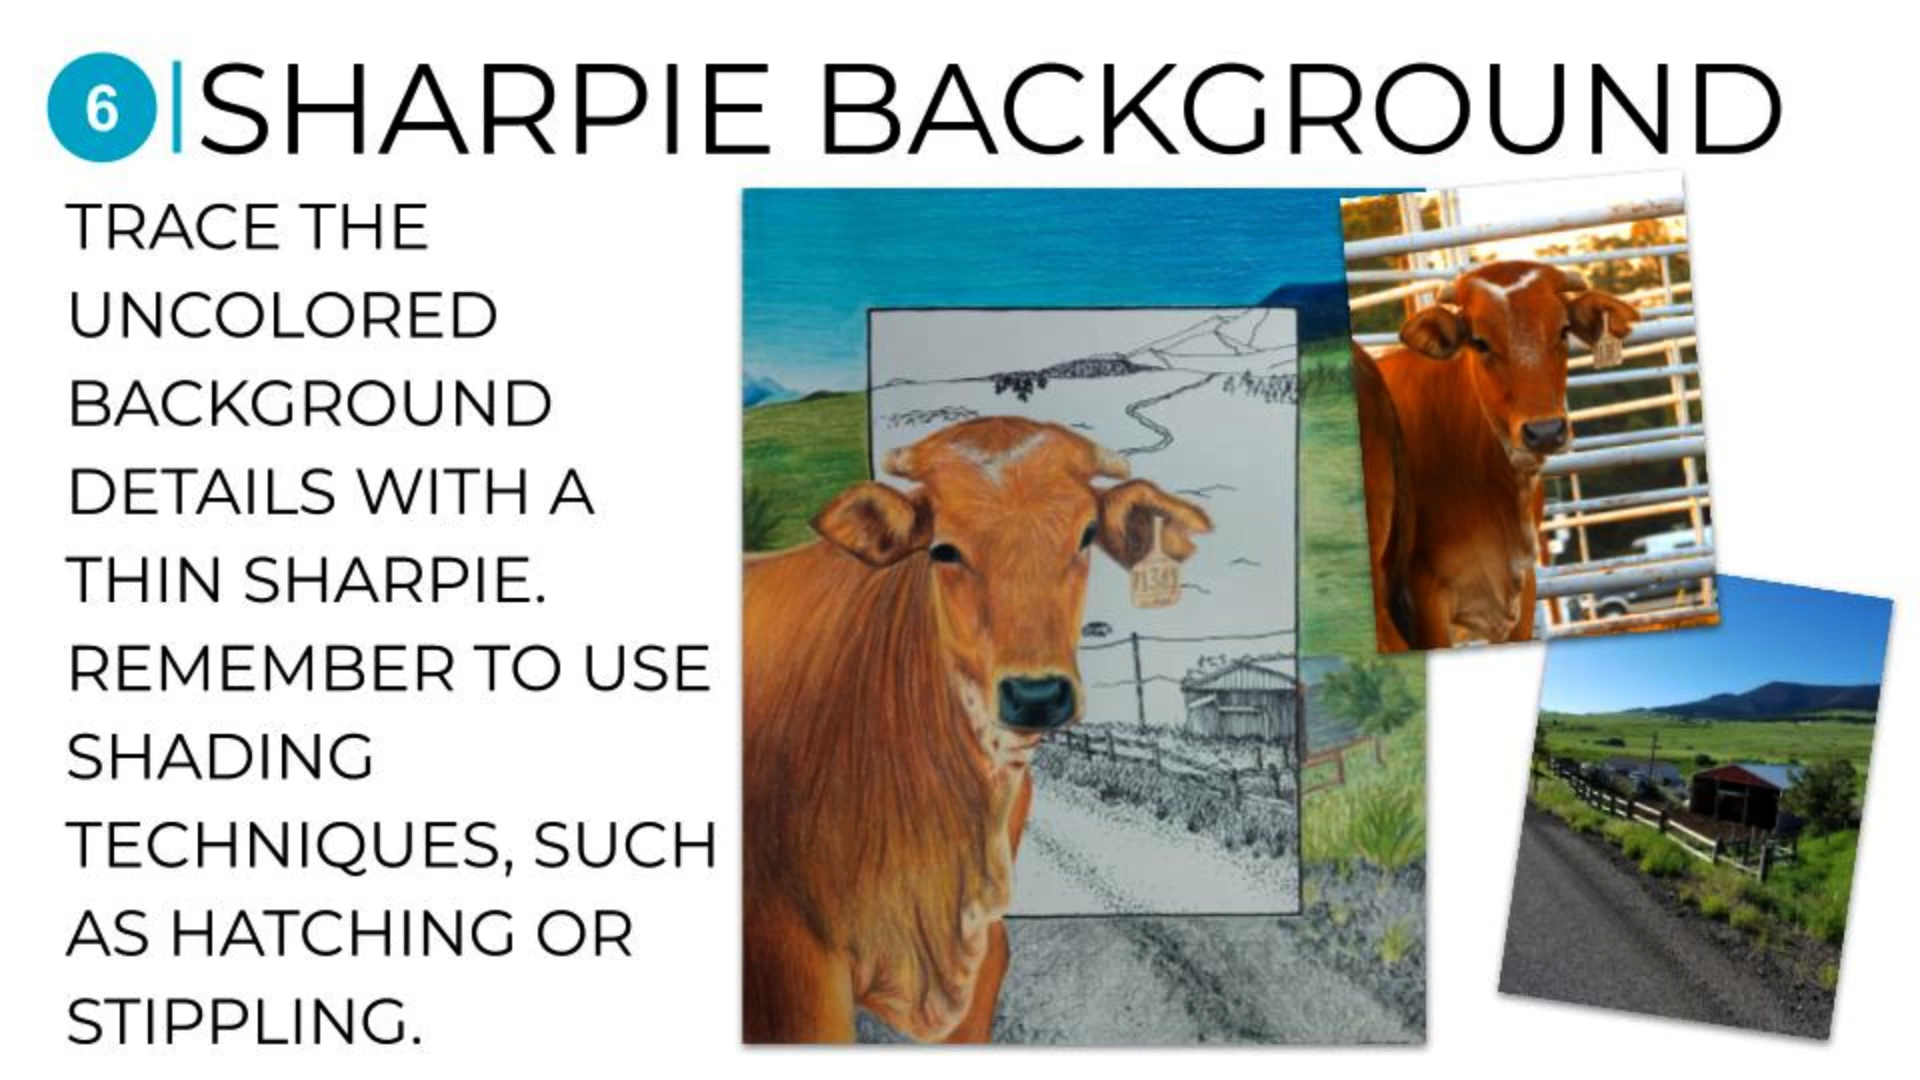 6 | SHARPIE BACKGROUND
TRACE THE
UNCOLORED
BACKGROUND
DETAILS WITH A
THIN SHARPIE.
REMEMBER TO USE
SHADING
TECHNIQUES, SUCH
AS HATCHING OR
STIPPLING.